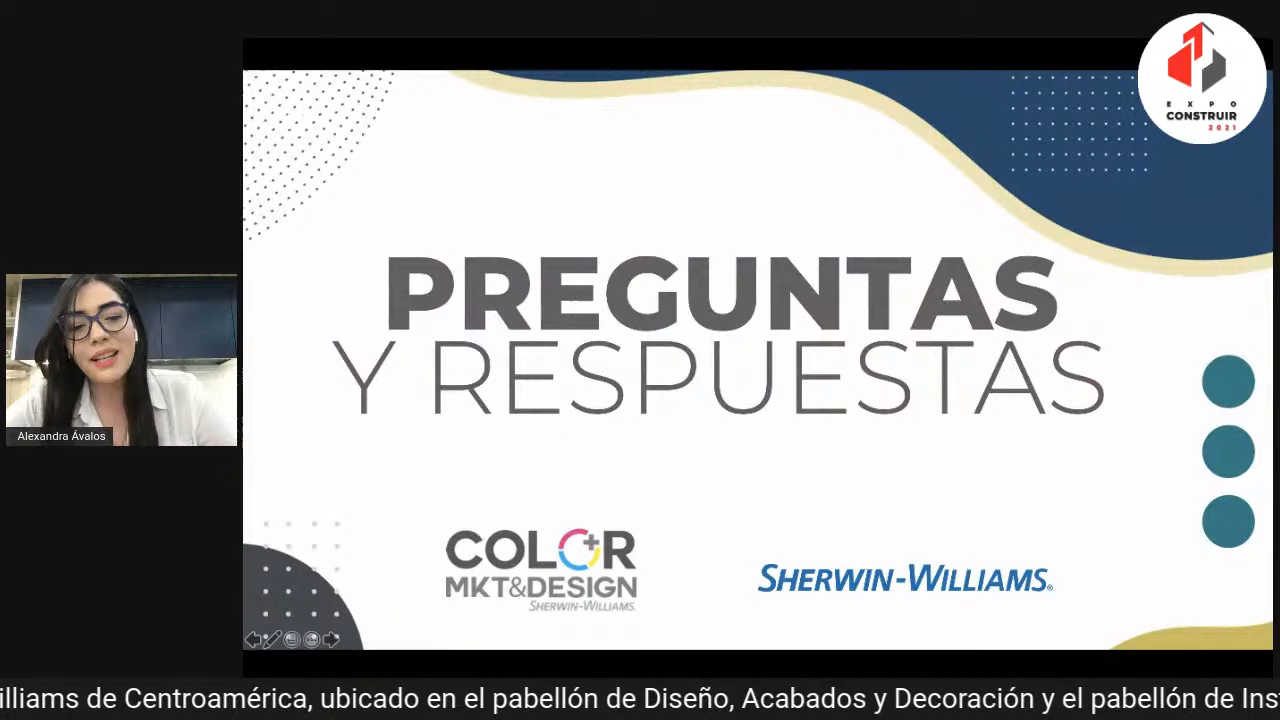 EXPO
CONSTRUIR
2021
PREGUNTAS
Y RESPUESTAS
Alexandra Ávalos
COLOR
MKT&DESIGN
SHERWIN-WILLIAMS.
SHERWIN-WILLIAMS®
illiams de Centroamérica, ubicado en el pabellón de Diseño, Acabados y Decoración y el pabellón de Ins